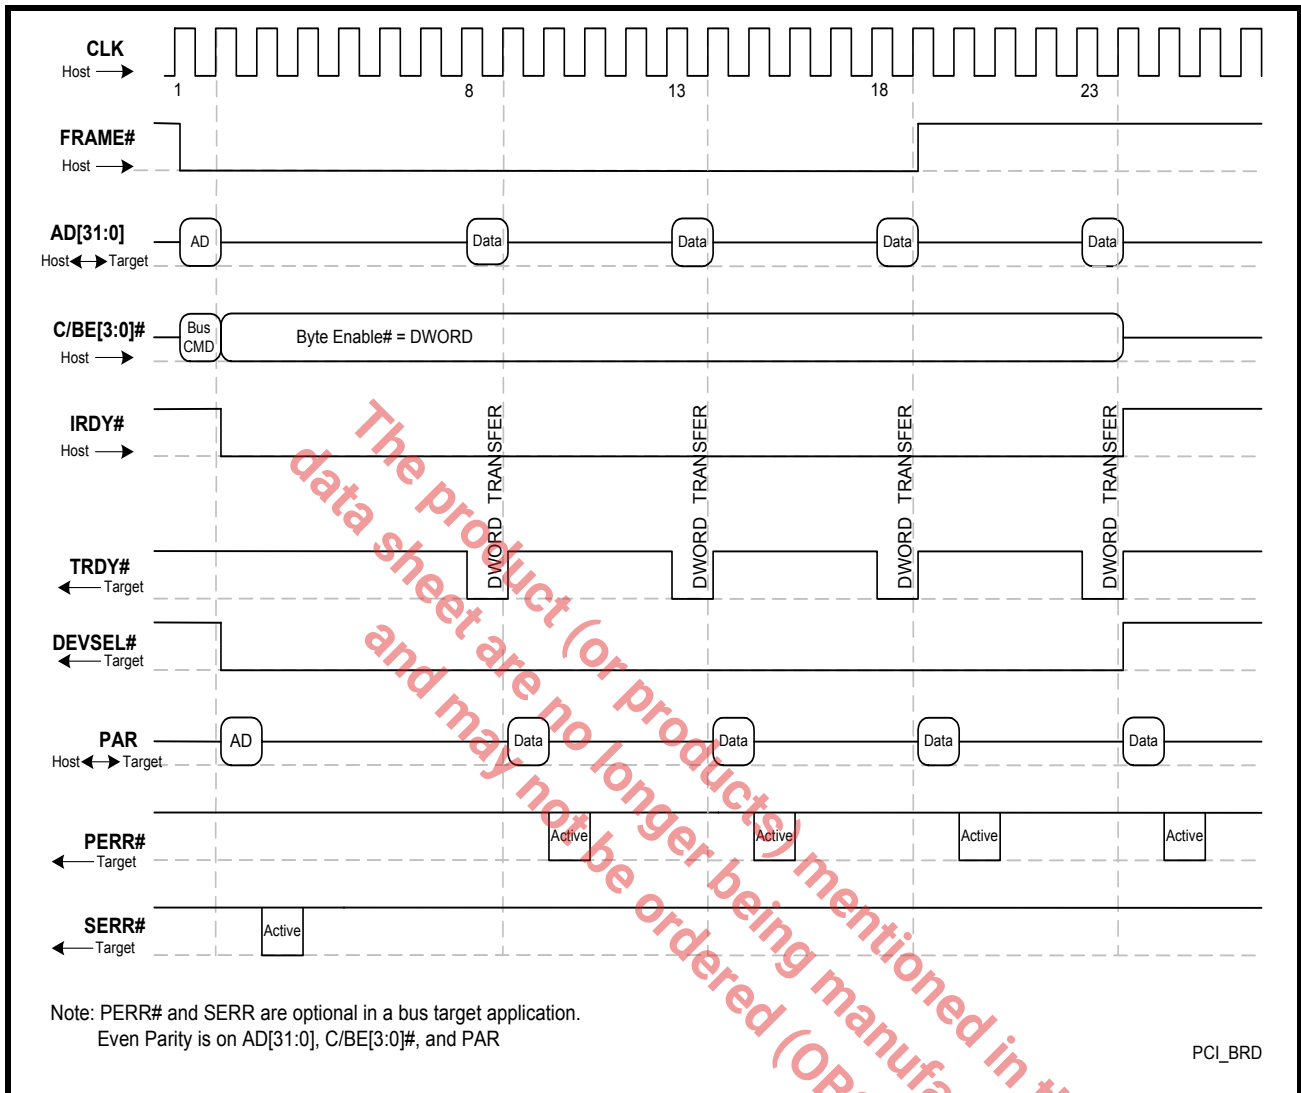 CLK
Host
1 8 13 18 23
FRAME#
Host
AD[31:0]
Host Target
AD Data Data Data Data
C/BE[3:0]#
Host
Bus
CMD
Byte Enable# = DWORD
IRDY#
Host
DWORD TRANSFER
DWORD TRANSFER
DWORD TRANSFER
DWORD TRANSFER
TRDY#
Target
DEVSEL#
Target
PAR
Host Target
AD Data Data Data Data
PERR#
Target
Active Active Active Active
SERR#
Target
Active
The product (or products) mentioned in
data sheet are no longer being
and may not be ordered
Note: PERR# and SERR are optional in a bus target application.
Even Parity is on AD[31:0], C/BE[3:0]#, and PAR
PCI_BRD